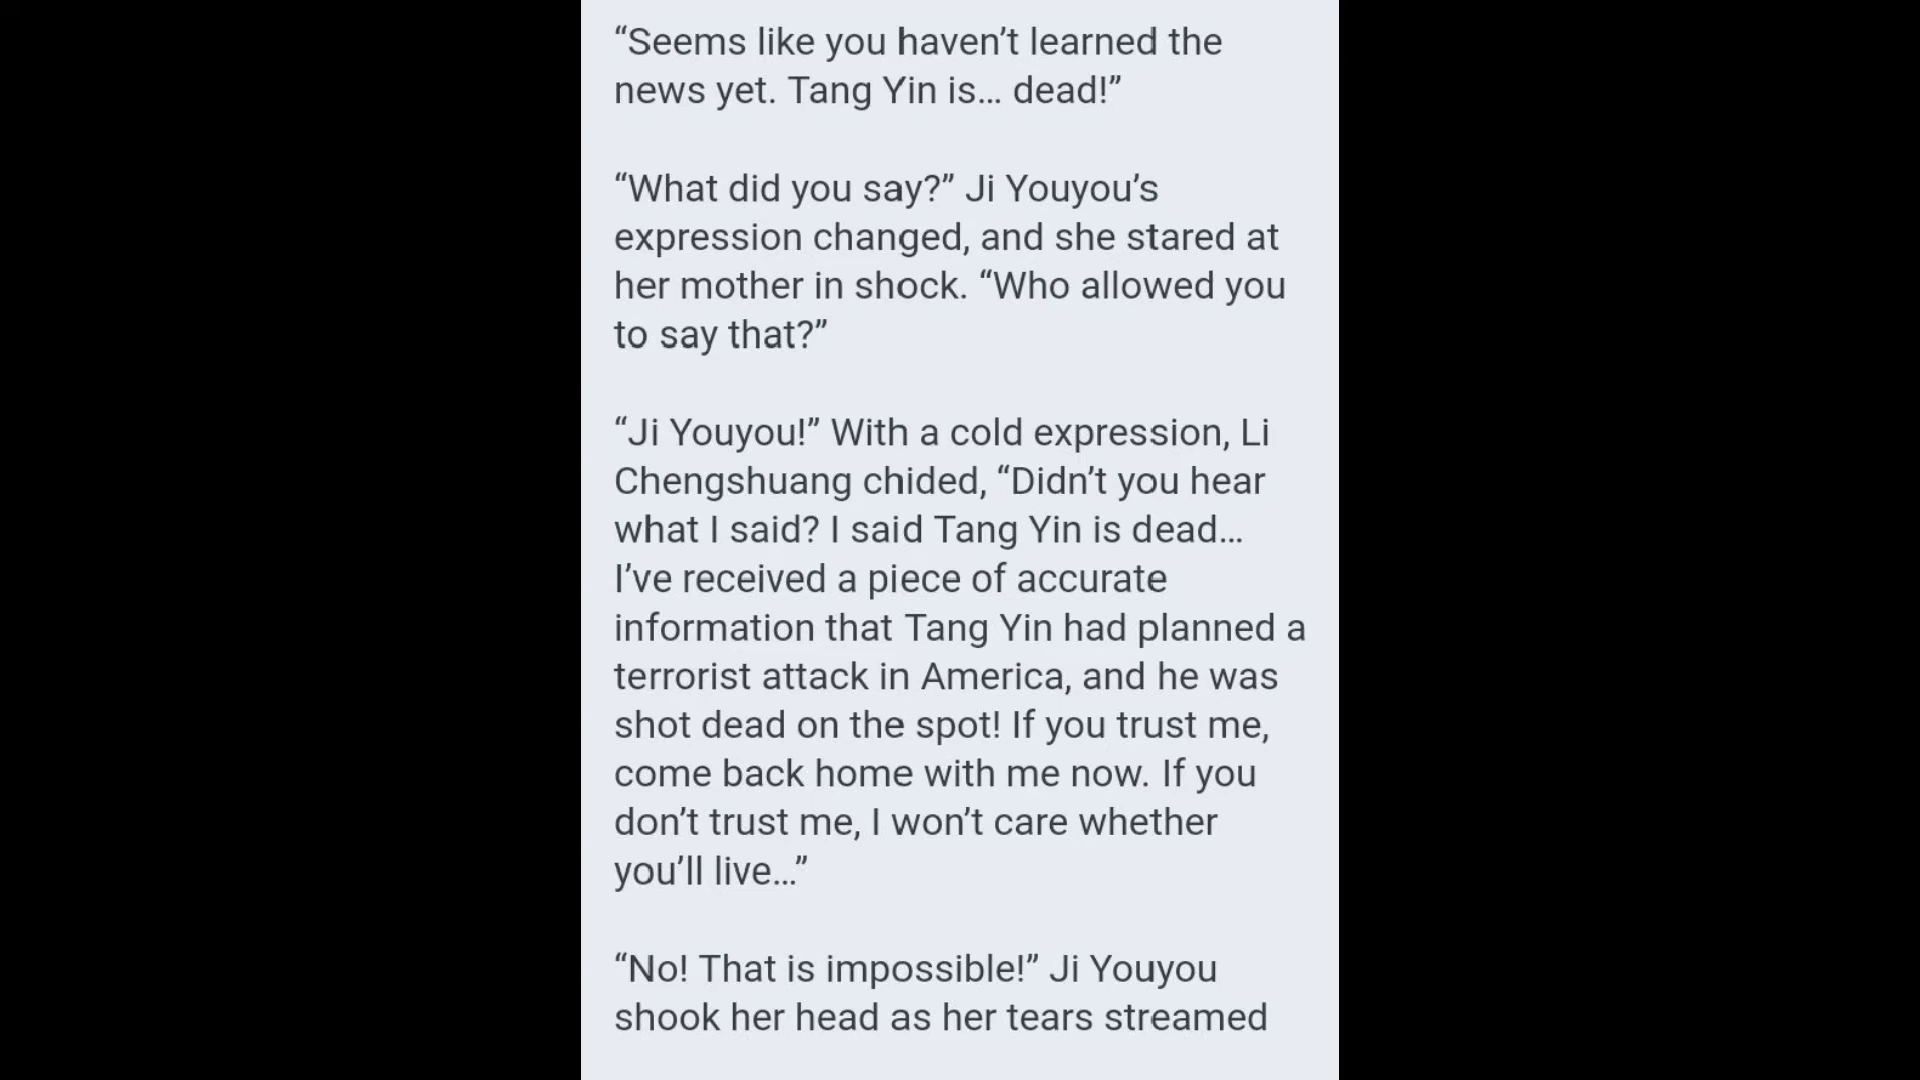 “Seems like you haven’t learned the
news yet. Tang Yin is… dead!”
“What did you say?” Ji Youyou’s
expression changed, and she stared at
her mother in shock. “Who allowed you
to say that?”
“Ji Youyou!” With a cold expression, Li
Chengshuang chided, “Didn’t you hear
what I said? I said Tang Yin is dead…
I’ve received a piece of accurate
information that Tang Yin had planned a
terrorist attack in America, and he was
shot dead on the spot! If you trust me,
come back home with me now. If you
don’t trust me, I won’t care whether
you’ll live…”
“No! That is impossible!” Ji Youyou
shook her head as her tears streamed